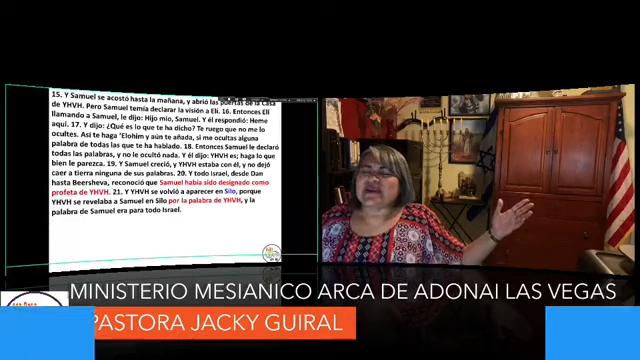 15. Y Samuel se acostó hasta la mañana, y abrió las puertas de la Casa
de YHVH. Pero Samuel temía declarar la visión a Elí. 16. Entonces Elí
llamando a Samuel, le dijo: Hijo mío, Samuel. Y él respondió: Heme
aquí. 17. Y dijo: ¿Qué es lo que te ha dicho? Te ruego que no me lo
ocultes. Así te haga 'Elohim y aún te añada, si me ocultas alguna
palabra de todas las que te ha hablado. 18. Entonces Samuel le declaró
todas las palabras, y no le ocultó nada. Y él dijo: YHVH es; haga lo que
bien le parezca. 19. Y Samuel creció, y YHVH estaba con él, y no dejó
caer a tierra ninguna de sus palabras. 20. Y todo Israel, desde Dan
hasta Beersheva, reconoció que Samuel había sido designado como
profeta de YHVH. 21. Y YHVH se volvió a aparecer en Silo, porque
YHVH se revelaba a Samuel en Silo por la palabra de YHVH, y la
palabra de Samuel era para todo Israel.
MINISTERIO MESIANICO ARCA DE ADONAI LAS VEGAS
PASTORA JACKY GUIRAL